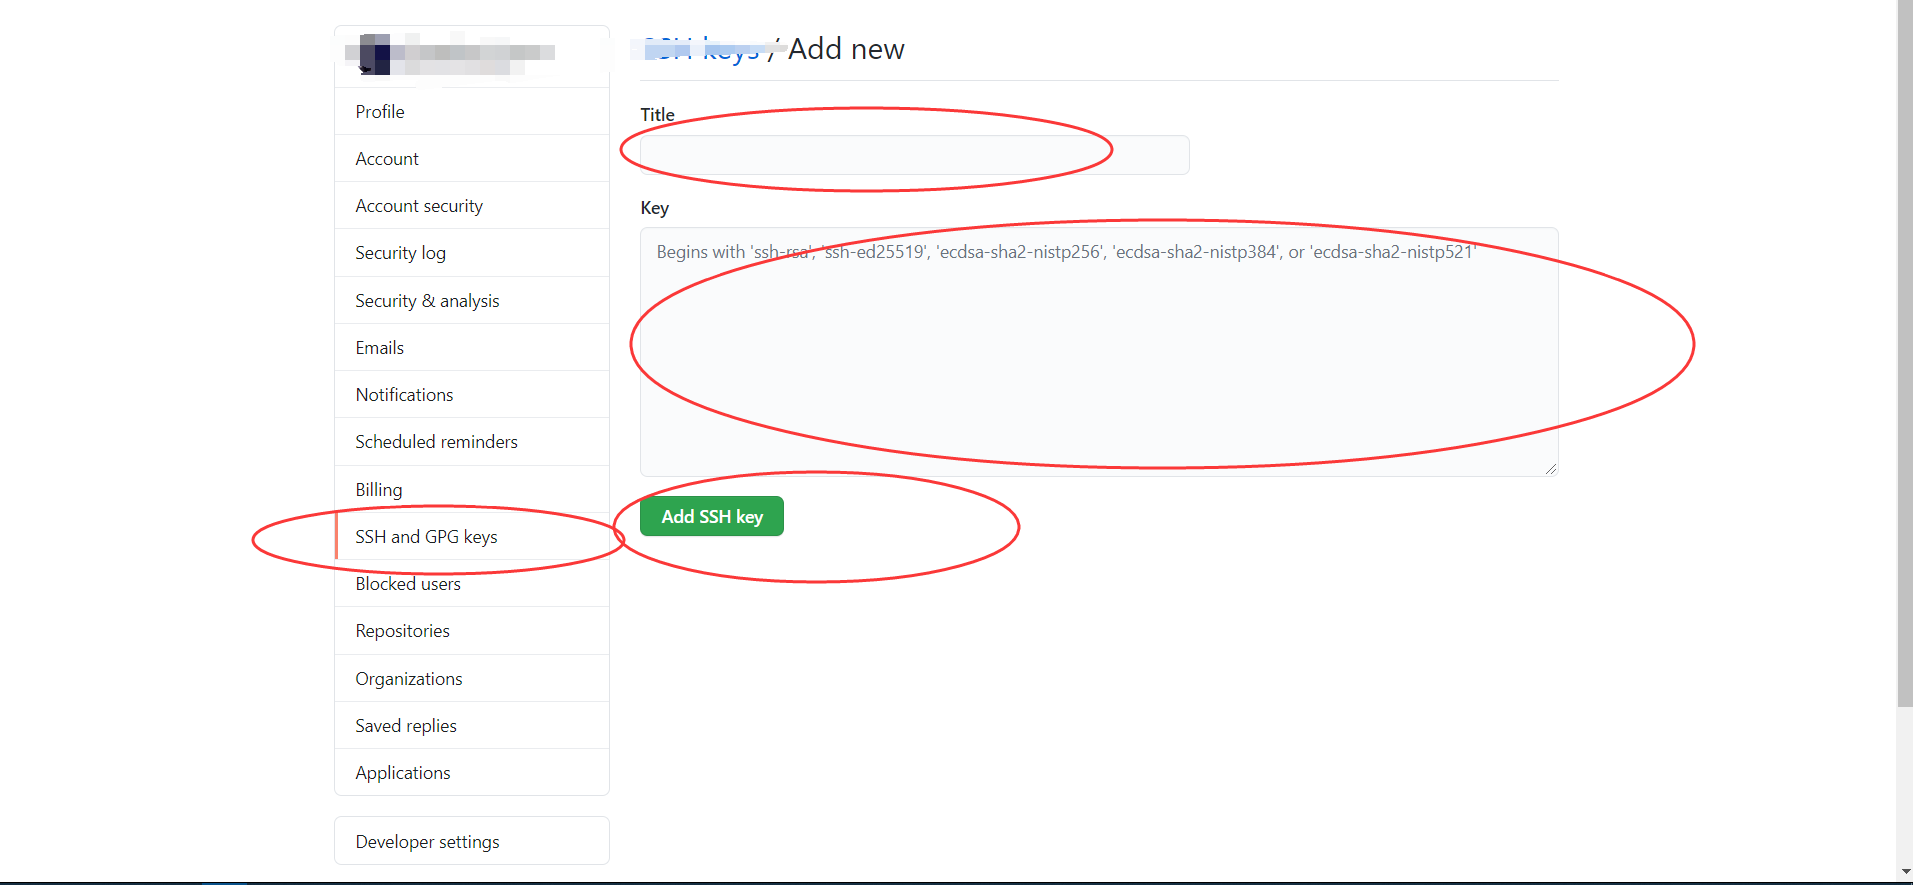 SSH keys / Add new
Profile
Account
Account security
Security log
Security & analysis
Emails
Notifications
Scheduled reminders
Billing
SSH and GPG keys
Blocked users
Repositories
Organizations
Saved replies
Applications
Developer settings
Title
Key
Begins with 'ssh-rsa', 'ssh-ed25519', 'ecdsa-sha2-nistp256', 'ecdsa-sha2-nistp384', or 'ecdsa-sha2-nistp521'
Add SSH key